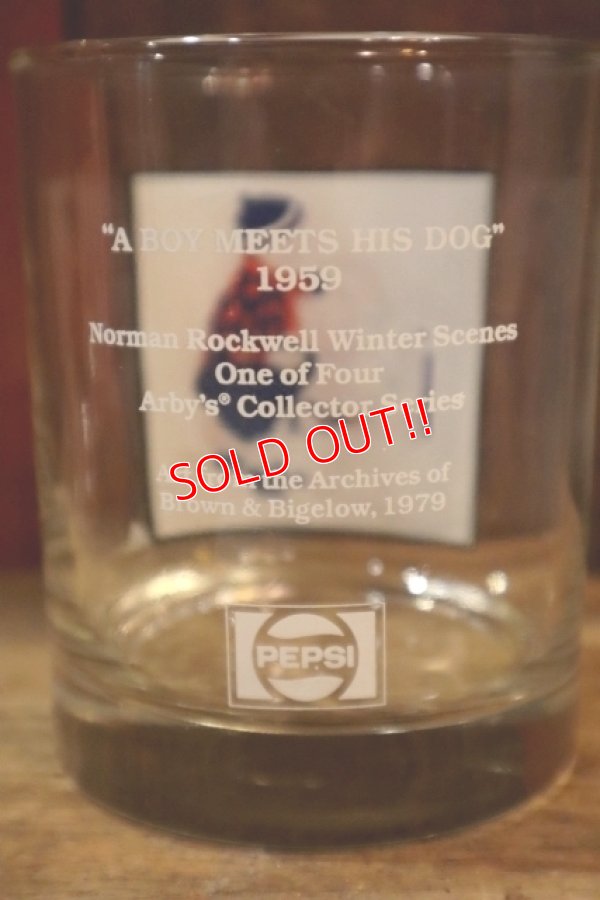 "A BOY MEETS HIS DOG"
1959
Norman Rockwell Winter Scenes
One of Four
Arby's® Collector Series
SOLD OUT!!
the Archives of
Brown & Bigelow, 1979
PEPSI